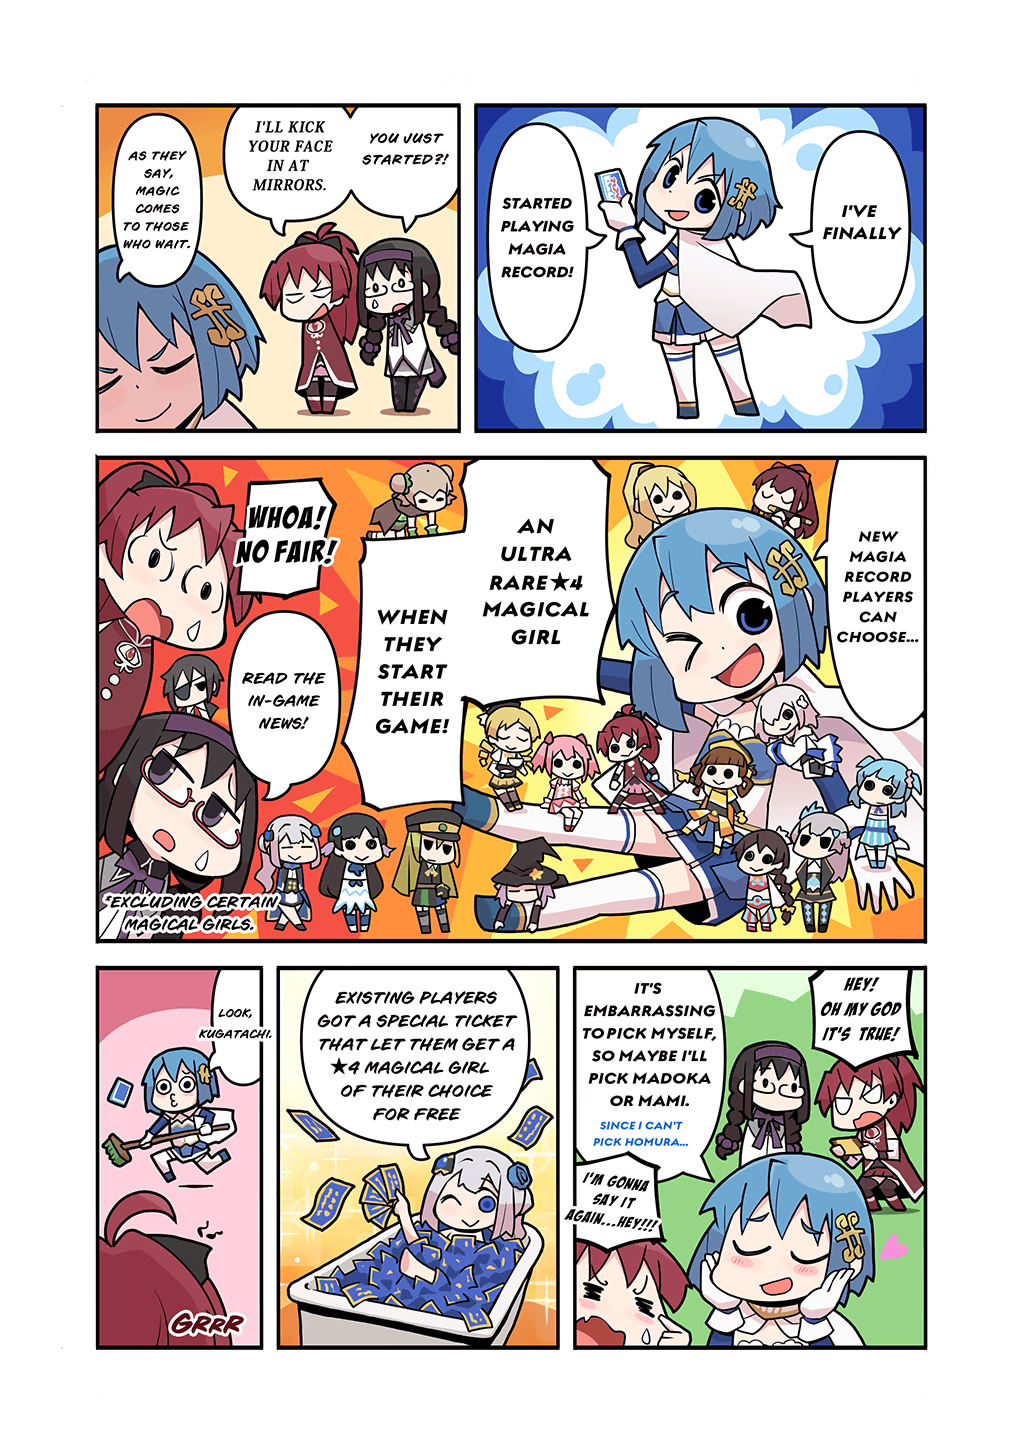 I'VE
FINALLY
STARTED
PLAYING
MAGIA
RECORD!
YOU JUST
STARTED?!
I'LL KICK
YOUR FACE
IN AT
MIRRORS.
AS THEY
SAY,
MAGIC
COMES
TO THOSE
WHO WAIT.
NEW
MAGIA
RECORD
PLAYERS
CAN
CHOOSE...
AN
ULTRA
RARE★4
MAGICAL
GIRL
WHEN
THEY
START
THEIR
GAME!
WHOA!
NO FAIR!
READ THE
IN-GAME
NEWS!
*EXCLUDING CERTAIN
MAGICAL GIRLS.
HEY!
OH MY GOD
IT'S TRUE!
IT'S
EMBARRASSING
TO PICK MYSELF,
SO MAYBE I'LL
PICK MADOKA
OR MAMI.
SINCE I CAN'T
PICK HOMURA...
I'M GONNA
SAY IT
AGAIN...HEY!!!
EXISTING PLAYERS
GOT A SPECIAL TICKET
THAT LET THEM GET A
★4 MAGICAL GIRL
OF THEIR CHOICE
FOR FREE
LOOK,
KUGATACHI.
GRRR